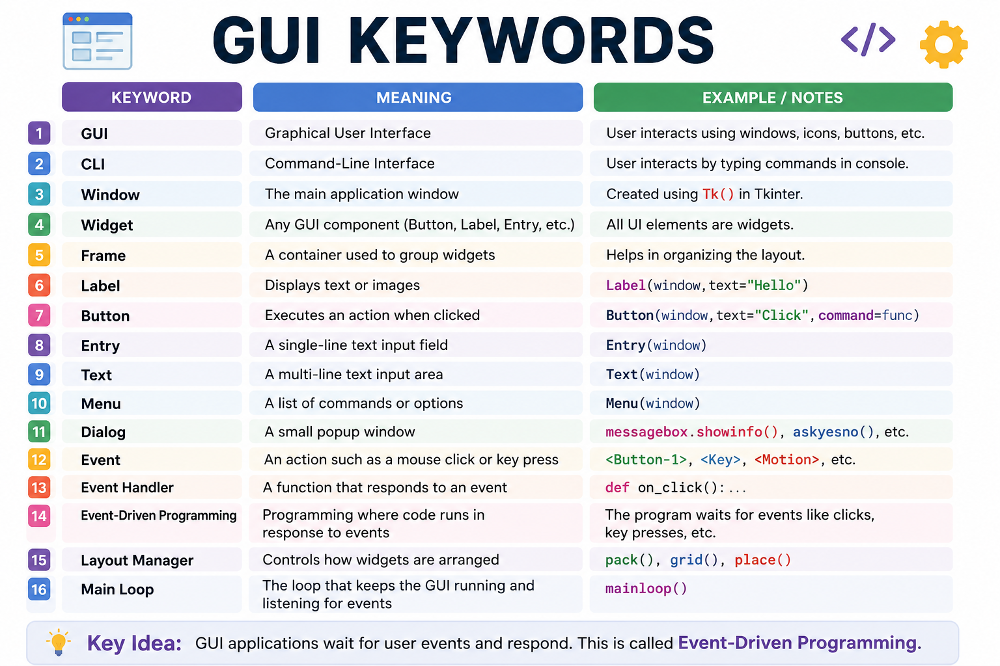 GUI KEYWORDS
</>
KEYWORD MEANING EXAMPLE / NOTES
1 GUI Graphical User Interface User interacts using windows, icons, buttons, etc.
2 CLI Command-Line Interface User interacts by typing commands in console.
3 Window The main application window Created using Tk() in Tkinter.
4 Widget Any GUI component (Button, Label, Entry, etc.) All UI elements are widgets.
5 Frame A container used to group widgets Helps in organizing the layout.
6 Label Displays text or images Label(window, text="Hello")
7 Button Executes an action when clicked Button(window, text="Click", command=func)
8 Entry A single-line text input field Entry(window)
9 Text A multi-line text input area Text(window)
10 Menu A list of commands or options Menu(window)
11 Dialog A small popup window messagebox.showinfo(), askyesno(), etc.
12 Event An action such as a mouse click or key press <Button-1>, <Key>, <Motion>, etc.
13 Event Handler A function that responds to an event def on_click(): ...
14 Event-Driven Programming Programming where code runs in
response to events
The program waits for events like clicks,
key presses, etc.
15 Layout Manager Controls how widgets are arranged pack(), grid(), place()
16 Main Loop The loop that keeps the GUI running and
listening for events
mainloop()
Key Idea: GUI applications wait for user events and respond. This is called Event-Driven Programming.